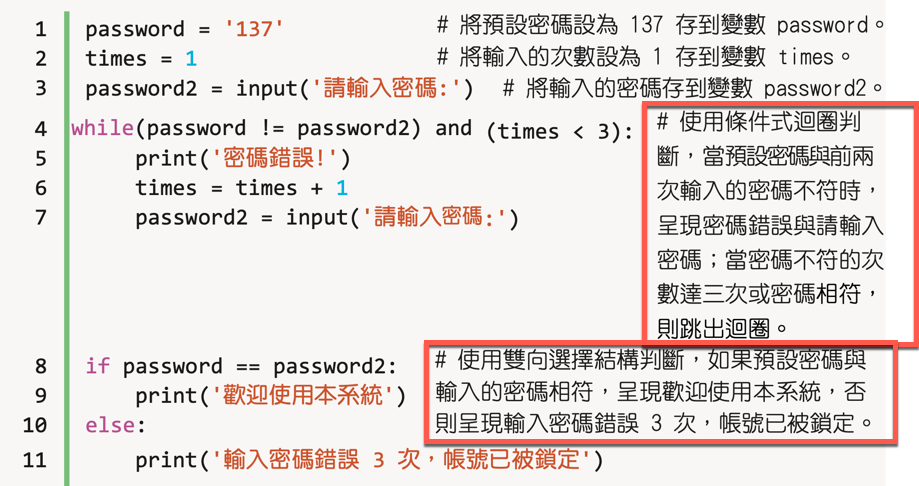 1 password = '137' # 將預設密碼設為 137 存到變數 password。
2 times = 1 # 將輸入的次數設為 1 存到變數 times。
3 password2 = input('請輸入密碼:') # 將輸入的密碼存到變數 password2。
4 while(password != password2) and (times < 3): # 使用條件式迴圈判
斷，當預設密碼與前兩
次輸入的密碼不符時，
呈現密碼錯誤與請輸入
密碼；當密碼不符的次
數達三次或密碼相符，
則跳出迴圈。
5 print('密碼錯誤!')
6 times = times + 1
7 password2 = input('請輸入密碼:')
8 if password == password2: # 使用雙向選擇結構判斷，如果預設密碼與
輸入的密碼相符，呈現歡迎使用本系統，否
則呈現輸入密碼錯誤 3 次，帳號已被鎖定。
9 print('歡迎使用本系統')
10 else:
11 print('輸入密碼錯誤 3 次，帳號已被鎖定')